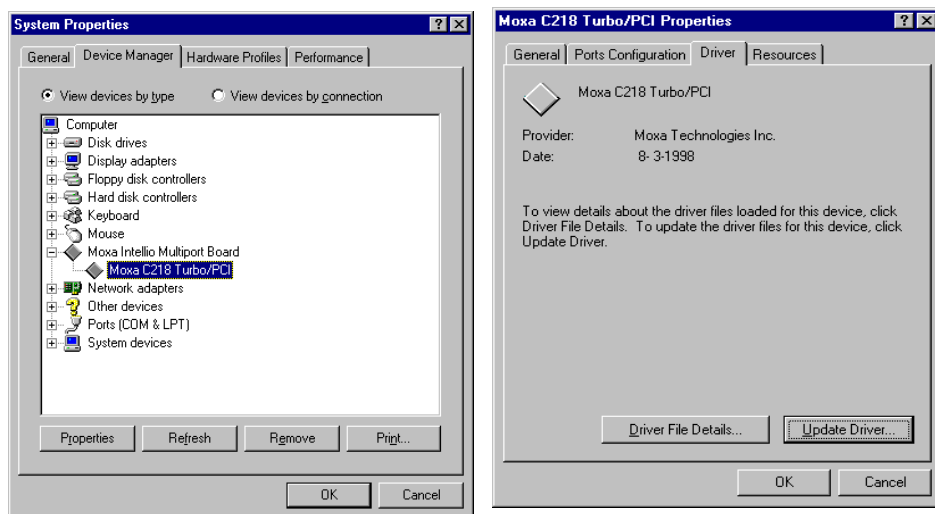 System Properties
General
Device Manager
Hardware Profiles
Performance
View devices by type
View devices by connection
Computer
Disk drives
Display adapters
Floppy disk controllers
Hard disk controllers
Keyboard
Mouse
Moxa Intellio Multiport Board
Moxa C218 Turbo/PCI
Network adapters
Other devices
Ports (COM & LPT)
System devices
Properties
Refresh
Remove
Print...
OK
Cancel
Moxa C218 Turbo/PCI Properties
General
Ports Configuration
Driver
Resources
Moxa C218 Turbo/PCI
Provider: Moxa Technologies Inc.
Date: 8- 3-1998
To view details about the driver files loaded for this device, click
Driver File Details. To update the driver files for this device, click
Update Driver.
Driver File Details...
Update Driver...
OK
Cancel